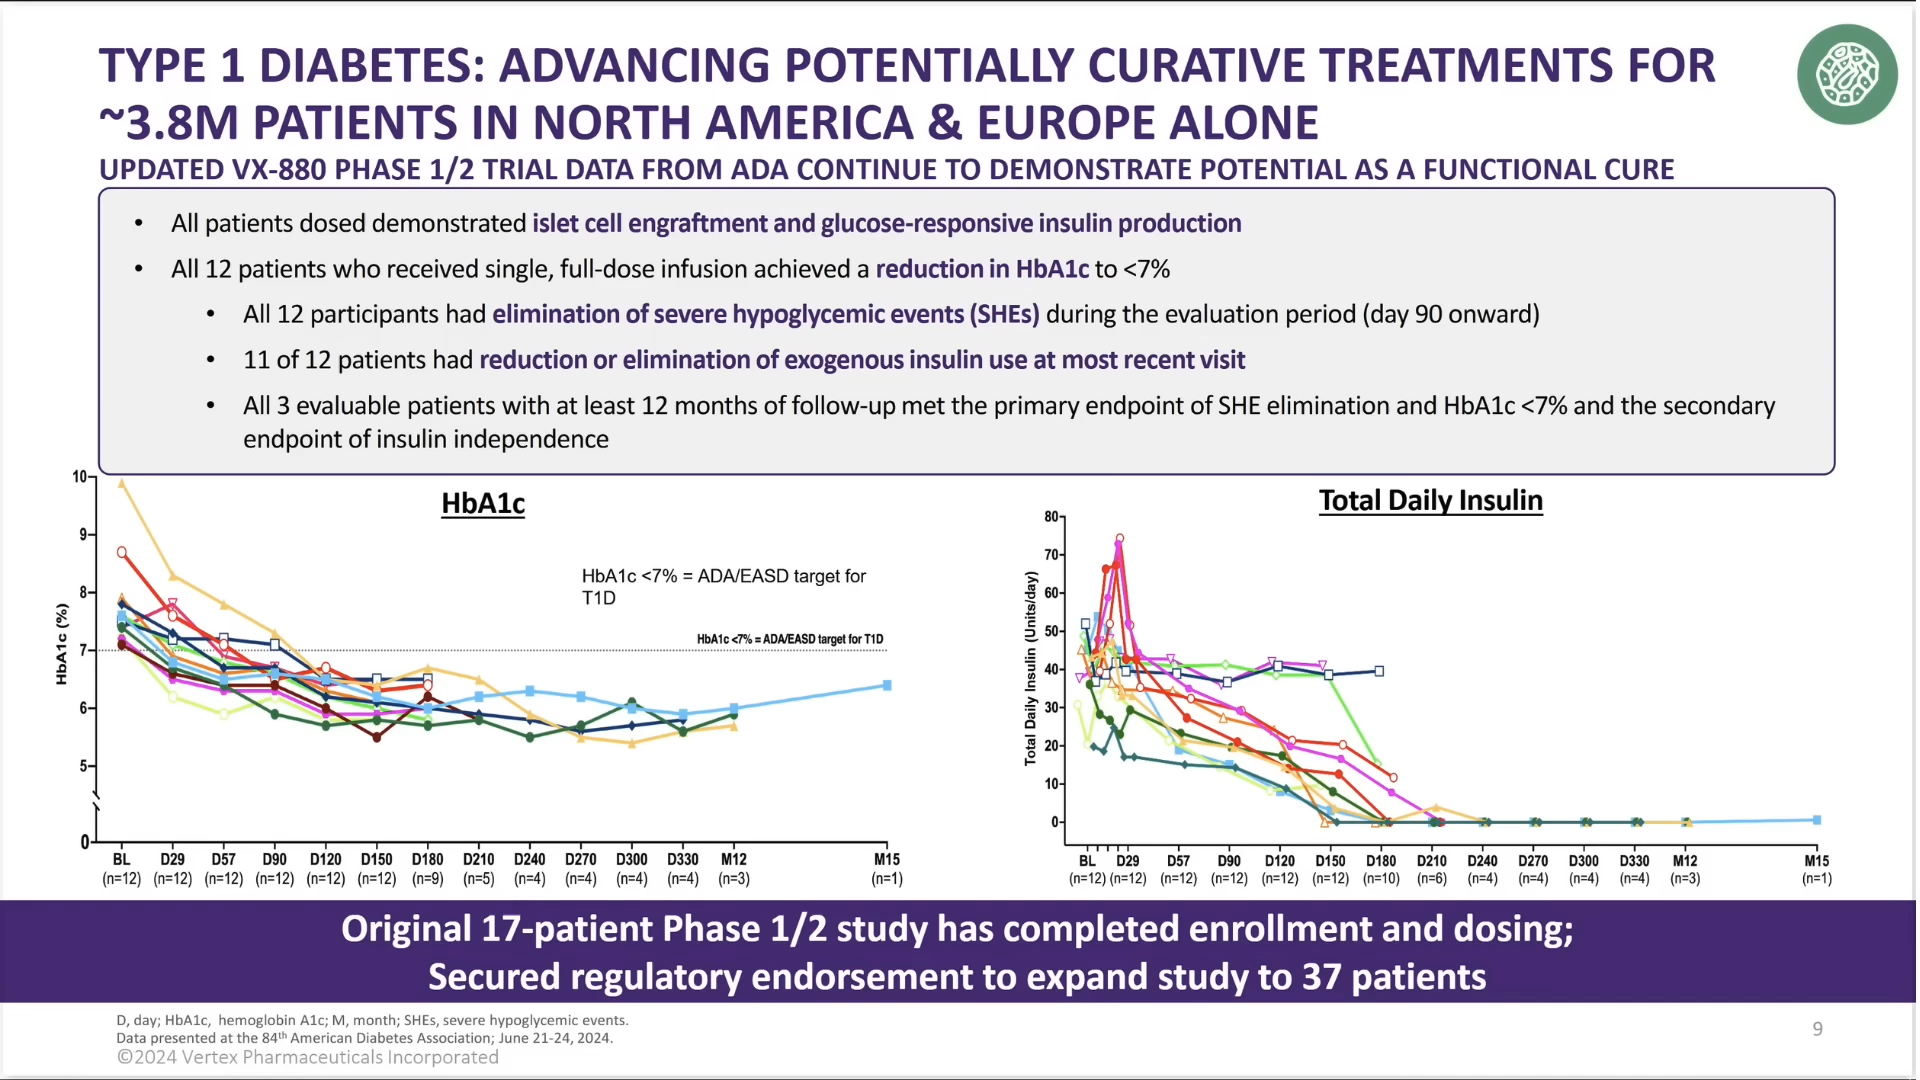 TYPE 1 DIABETES: ADVANCING POTENTIALLY CURATIVE TREATMENTS FOR
~3.8M PATIENTS IN NORTH AMERICA & EUROPE ALONE
UPDATED VX-880 PHASE 1/2 TRIAL DATA FROM ADA CONTINUE TO DEMONSTRATE POTENTIAL AS A FUNCTIONAL CURE
• All patients dosed demonstrated islet cell engraftment and glucose-responsive insulin production
• All 12 patients who received single, full-dose infusion achieved a reduction in HbA1c to <7%
• All 12 participants had elimination of severe hypoglycemic events (SHEs) during the evaluation period (day 90 onward)
• 11 of 12 patients had reduction or elimination of exogenous insulin use at most recent visit
• All 3 evaluable patients with at least 12 months of follow-up met the primary endpoint of SHE elimination and HbA1c <7% and the secondary
endpoint of insulin independence
HbA1c
HbA1c (%)
10
9
8
7
6
5
0
HbA1c <7% = ADA/EASD target for
T1D
HbA1c <7% = ADA/EASD target for T1D
BL D29 D57 D90 D120 D150 D180 D210 D240 D270 D300 D330 M12 M15
(n=12) (n=12) (n=12) (n=12) (n=12) (n=12) (n=9) (n=5) (n=4) (n=4) (n=4) (n=4) (n=3) (n=1)
Total Daily Insulin
Total Daily Insulin (Units/day)
80
70
60
50
40
30
20
10
0
BL D29 D57 D90 D120 D150 D180 D210 D240 D270 D300 D330 M12 M15
(n=12) (n=12) (n=12) (n=12) (n=12) (n=12) (n=10) (n=6) (n=4) (n=4) (n=4) (n=4) (n=3) (n=1)
Original 17-patient Phase 1/2 study has completed enrollment and dosing;
Secured regulatory endorsement to expand study to 37 patients
D, day; HbA1c, hemoglobin A1c; M, month; SHEs, severe hypoglycemic events.
Data presented at the 84th American Diabetes Association; June 21-24, 2024.
©2024 Vertex Pharmaceuticals Incorporated
9